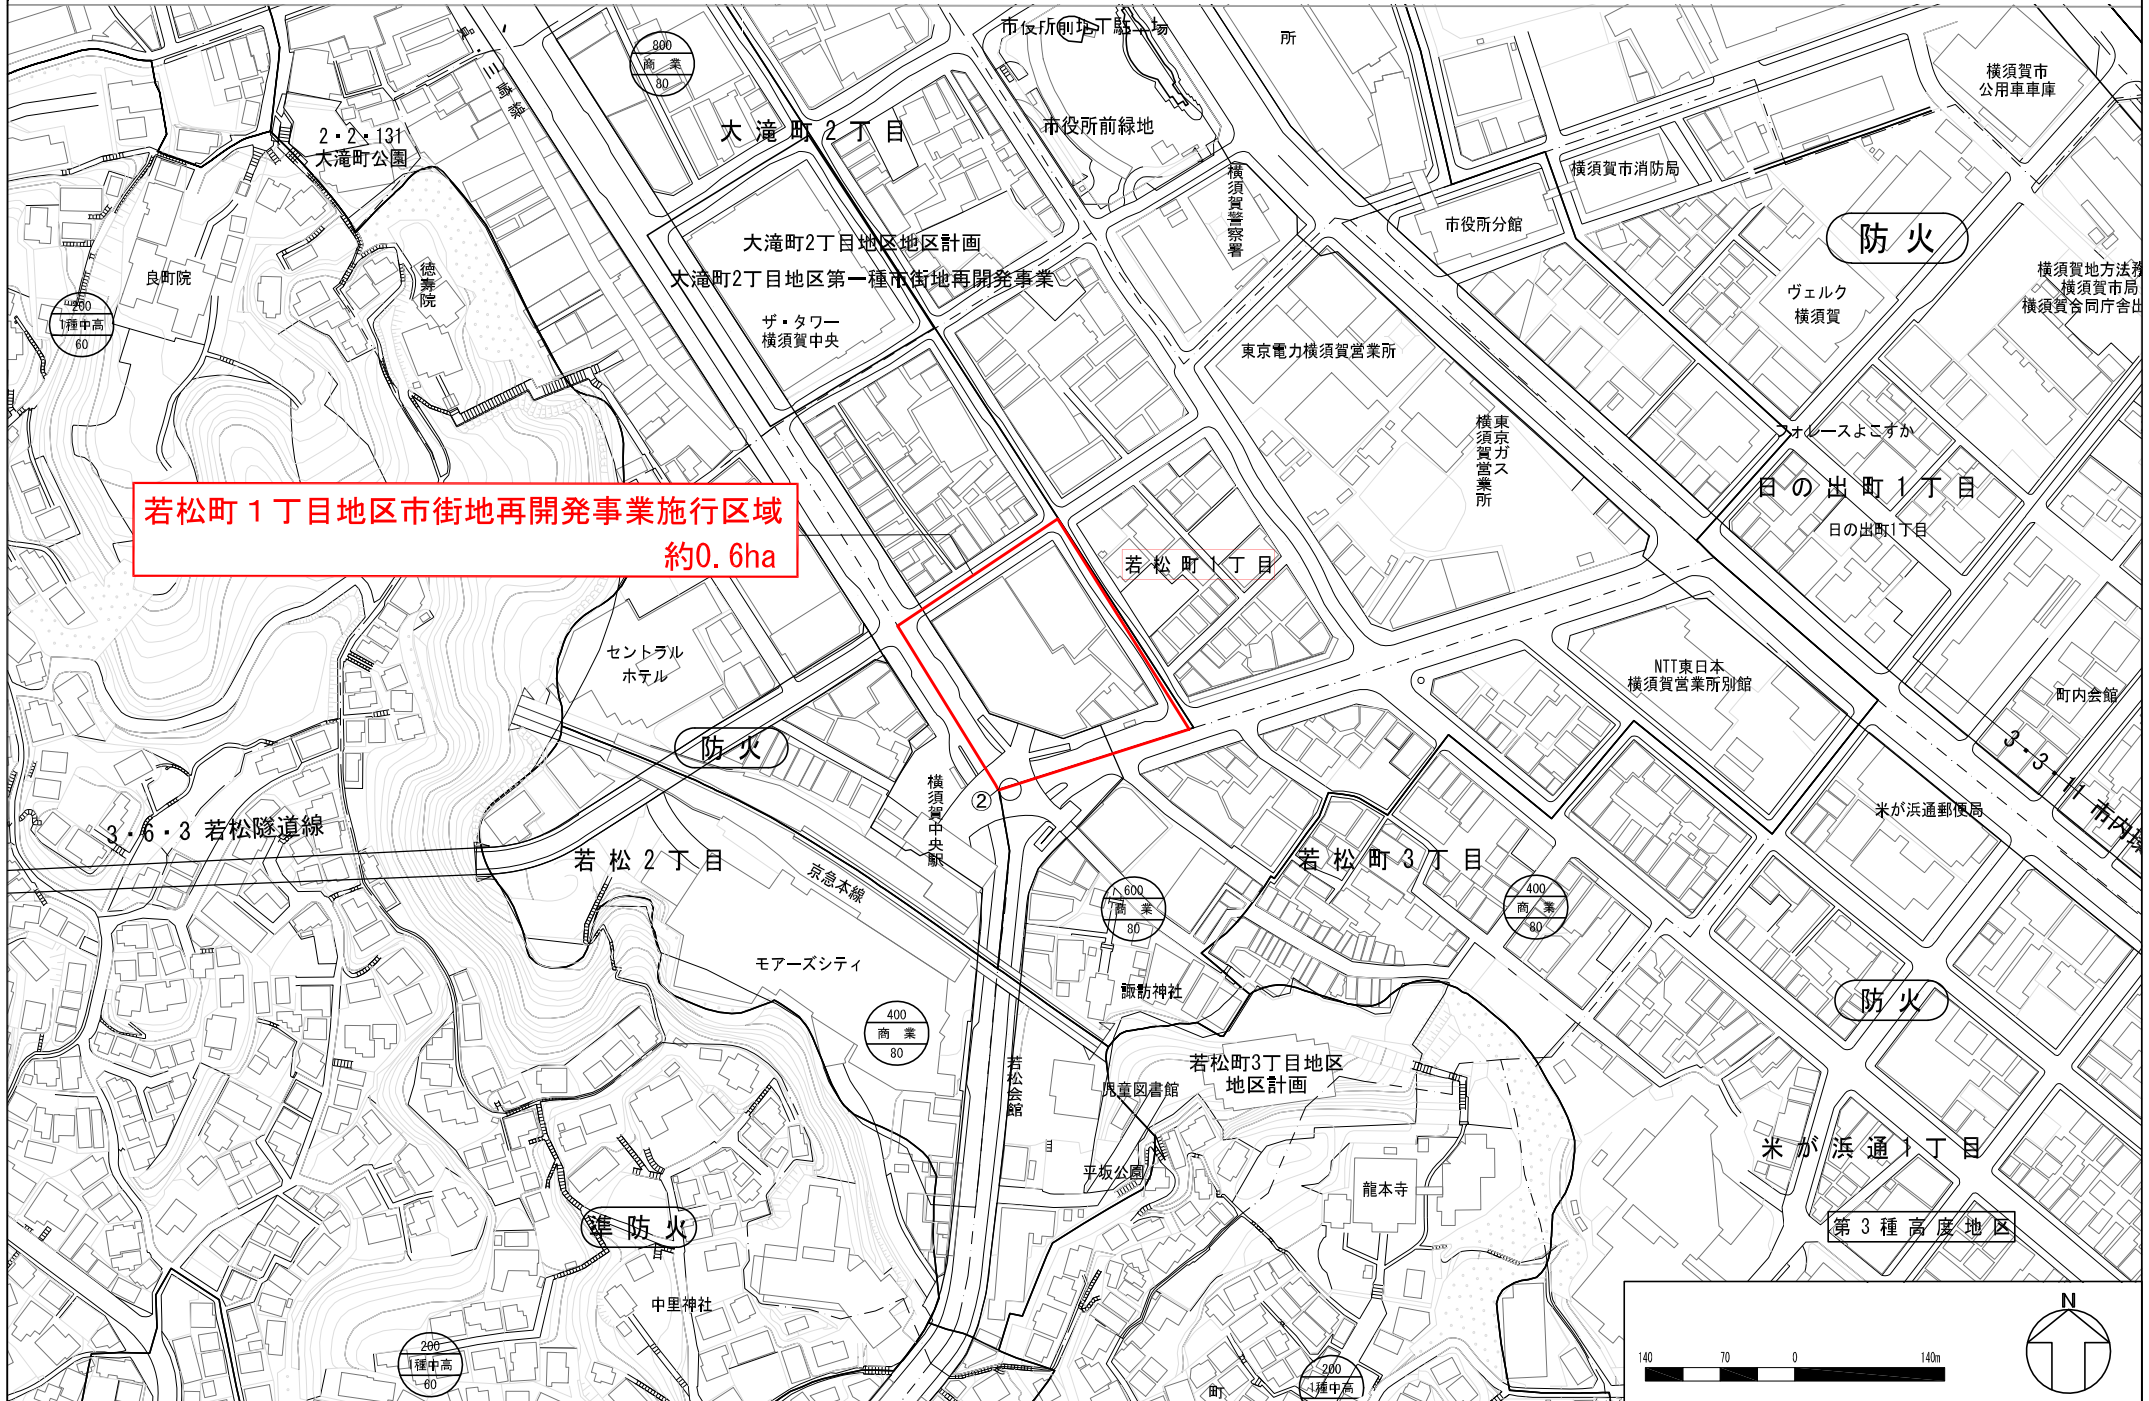 市役所前地下駐車場
所
800
商 業
80
三崎線
横須賀市
公用車車庫
大滝町2丁目
市役所前緑地
2・2・131
大滝町公園
横須賀市消防局
横須賀警察署
市役所分館
防火
大滝町2丁目地区地区計画
大滝町2丁目地区第一種市街地再開発事業
良町院
徳寿院
横須賀地方法務
横須賀市局
横須賀合同庁舎出
ヴェルク
横須賀
200
1種中高
60
ザ・タワー
横須賀中央
東京電力横須賀営業所
東京ガス
横須賀営業所
フォレースよこすか
日の出町1丁目
日の出町1丁目
若松町1丁目地区市街地再開発事業施行区域
約0.6ha
若松町1丁目
セントラル
ホテル
NTT東日本
横須賀営業所別館
町内会館
防火
3・3・11 市内環
横須賀中央駅
②
米が浜通郵便局
3・6・3 若松隧道線
若松2丁目
京急本線
若松町3丁目
600
商 業
80
400
商 業
80
モアーズシティ
諏訪神社
防火
400
商 業
80
若松会館
若松町3丁目地区
地区計画
児童図書館
米が浜通1丁目
平坂公園
龍本寺
準防火
第3種高度地区
中里神社
200
1種中高
60
200
1種中高
町
N
140 70 0 140m